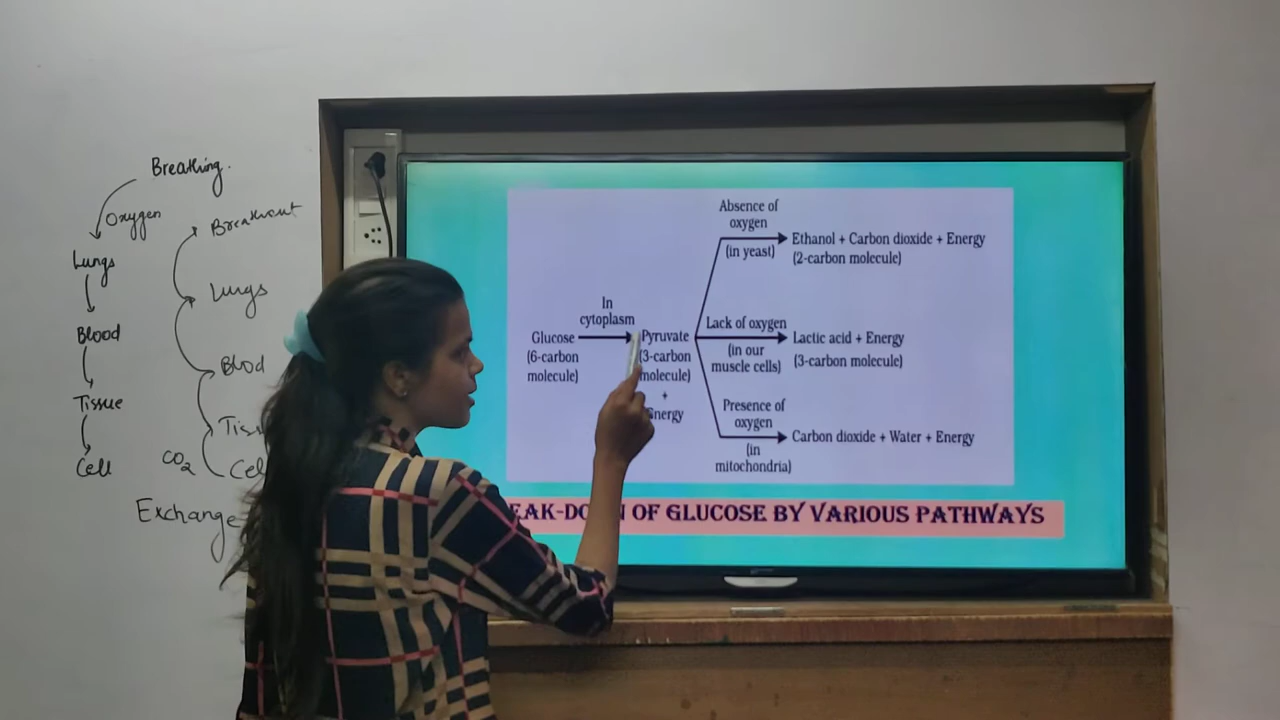 Breathing.
Oxygen
Lungs
Blood
Tissue
Cell
Breathout
Lungs
Blood
CO2
Exchange
Absence of
oxygen
(in yeast)
Ethanol + Carbon dioxide + Energy
(2-carbon molecule)
In
cytoplasm
Glucose
(6-carbon
molecule)
Pyruvate
(3-carbon
molecule)
+
Energy
Lack of oxygen
(in our
muscle cells)
Lactic acid + Energy
(3-carbon molecule)
Presence of
oxygen
(in
mitochondria)
Carbon dioxide + Water + Energy
OF GLUCOSE BY VARIOUS PATHWAYS